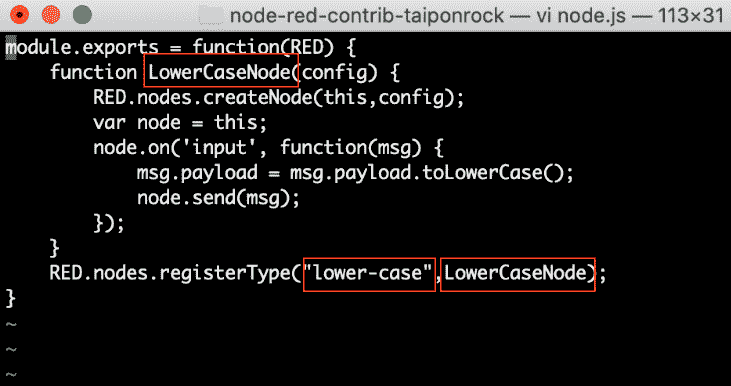 node-red-contrib-taiponrock — vi node.js — 113×31
module.exports = function(RED) {
    function LowerCaseNode(config) {
        RED.nodes.createNode(this,config);
        var node = this;
        node.on('input', function(msg) {
            msg.payload = msg.payload.toLowerCase();
            node.send(msg);
        });
    }
    RED.nodes.registerType("lower-case",LowerCaseNode);
}
~
~
~